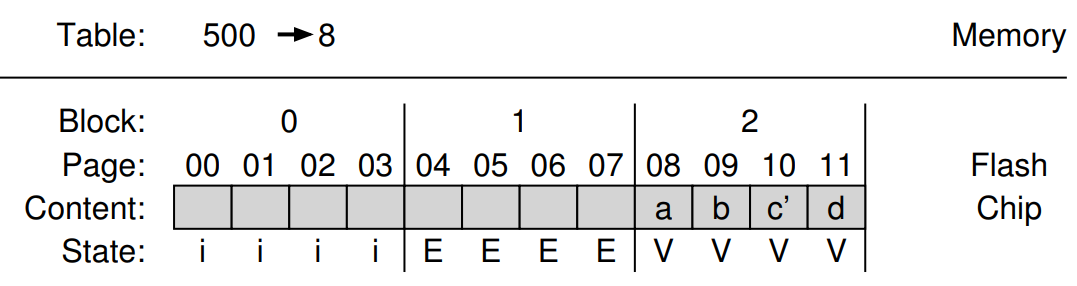 Table: 500 → 8 Memory
Block: 0 1 2
Page: 00 01 02 03 04 05 06 07 08 09 10 11 Flash
Content: a b c’ d Chip
State: i i i i E E E E V V V V